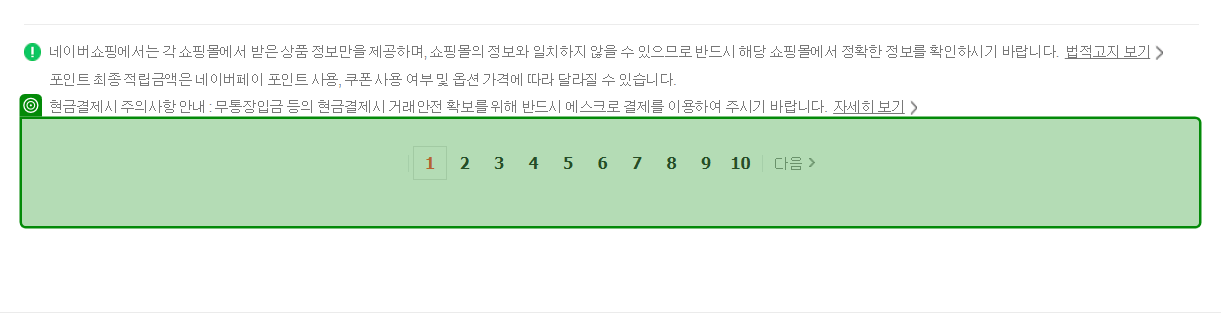 네이버쇼핑에서는 각 쇼핑몰에서 받은 상품 정보만을 제공하며, 쇼핑몰의 정보와 일치하지 않을 수 있으므로 반드시 해당 쇼핑몰에서 정확한 정보를 확인하시기 바랍니다. 법적고지 보기
포인트 최종 적립금액은 네이버페이 포인트 사용, 쿠폰 사용 여부 및 옵션 가격에 따라 달라질 수 있습니다.
현금결제시 주의사항 안내 : 무통장입금 등의 현금결제시 거래안전 확보를 위해 반드시 에스크로 결제를 이용하여 주시기 바랍니다. 자세히 보기
1 2 3 4 5 6 7 8 9 10 다음